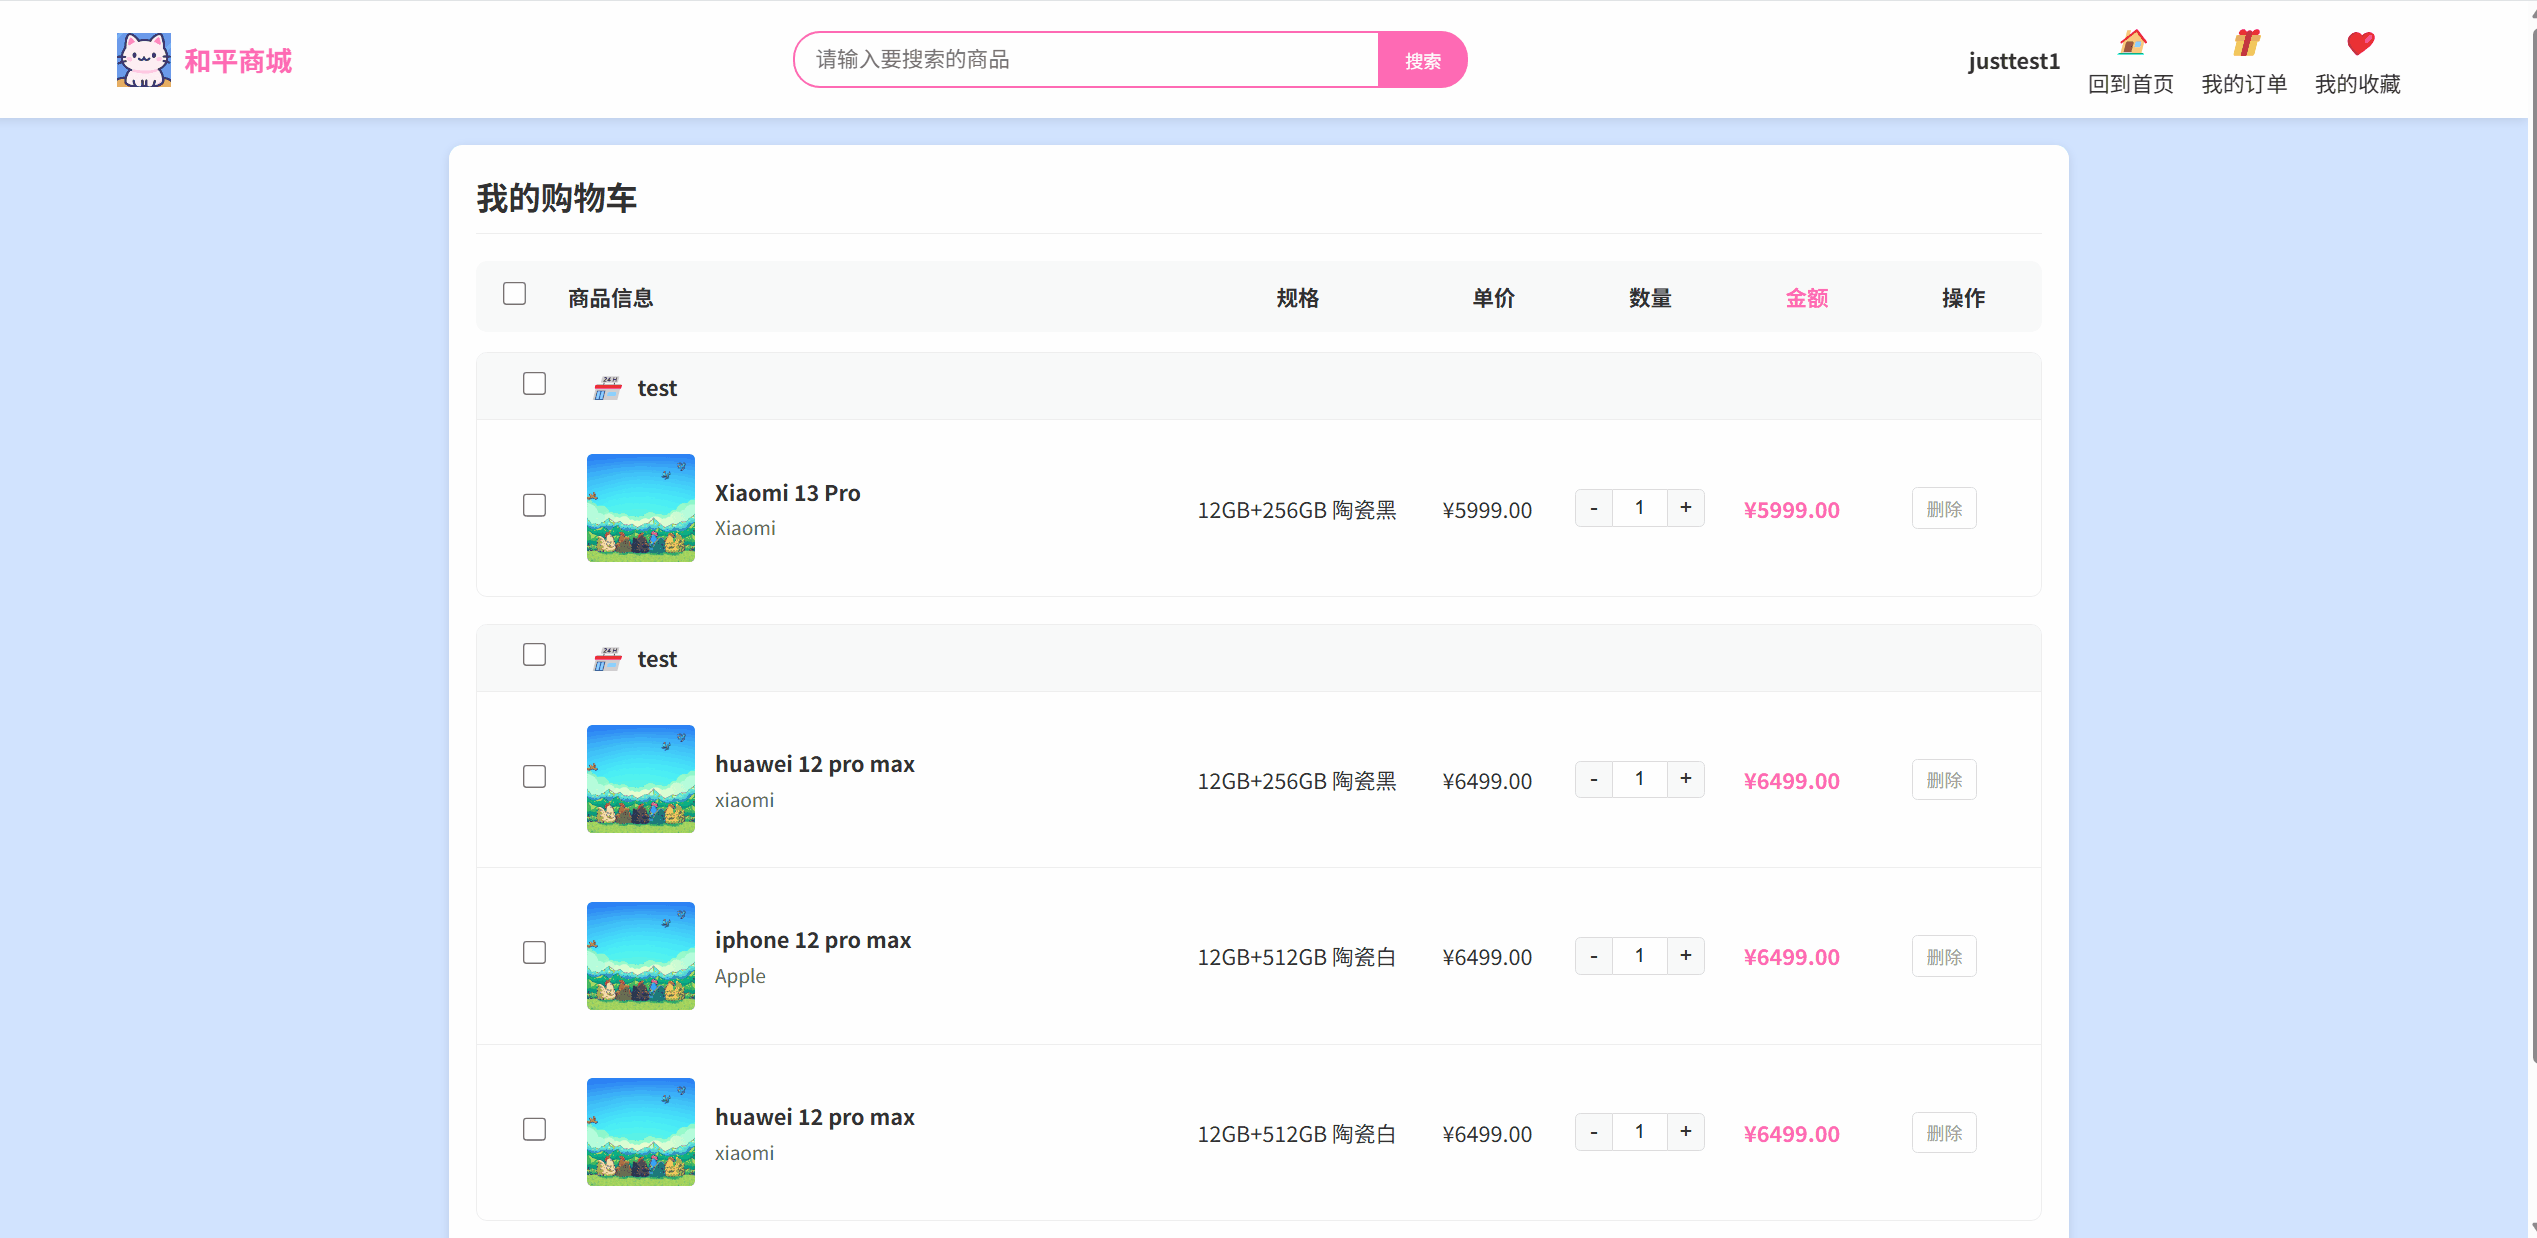 和平商城
请输入要搜索的商品
搜索
justtest1
回到首页
我的订单
我的收藏
我的购物车
商品信息 规格 单价 数量 金额 操作
24 H test
Xiaomi 13 Pro
Xiaomi
12GB+256GB 陶瓷黑 ¥5999.00 - 1 + ¥5999.00 删除
24 H test
huawei 12 pro max
xiaomi
12GB+256GB 陶瓷黑 ¥6499.00 - 1 + ¥6499.00 删除
iphone 12 pro max
Apple
12GB+512GB 陶瓷白 ¥6499.00 - 1 + ¥6499.00 删除
huawei 12 pro max
xiaomi
12GB+512GB 陶瓷白 ¥6499.00 - 1 + ¥6499.00 删除